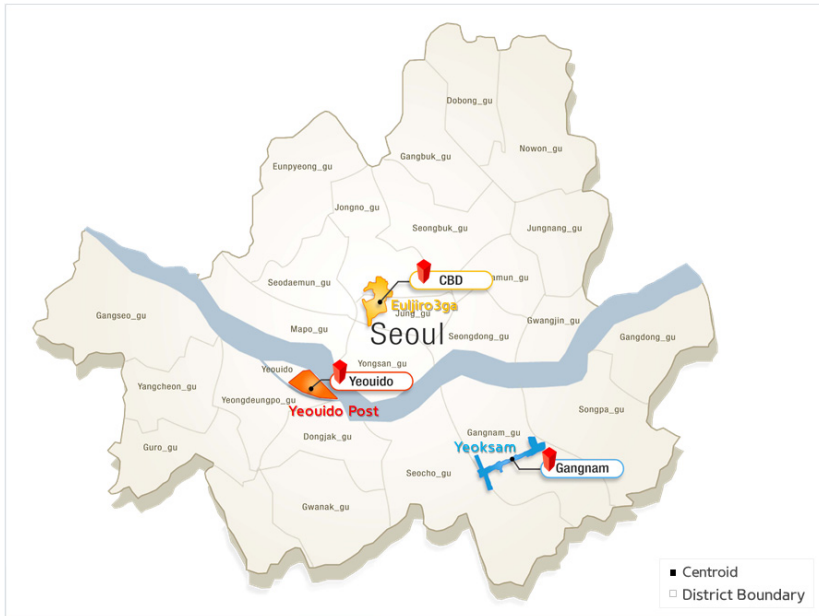 Dobong_gu
Nowon_gu
Gangbuk_gu
Eunpyeong_gu
Jongno_gu
Seongbuk_gu
Jungnang_gu
Seodaemun_gu
CBD
amun_gu
Euljiro3ga
Jung_gu
Gangseo_gu
Mapo_gu
Seoul
Seongdong_gu
Gwangjin_gu
Gangdong_gu
Yongsan_gu
Yeouido
Yeouido
Yangcheon_gu
Yeongdeungpo_gu
Yeouido Post
Songpa_gu
Dongjak_gu
Gangnam_gu
Guro_gu
Yeoksam
Seocho_gu
Gangnam
Gwanak_gu
Centroid
District Boundary